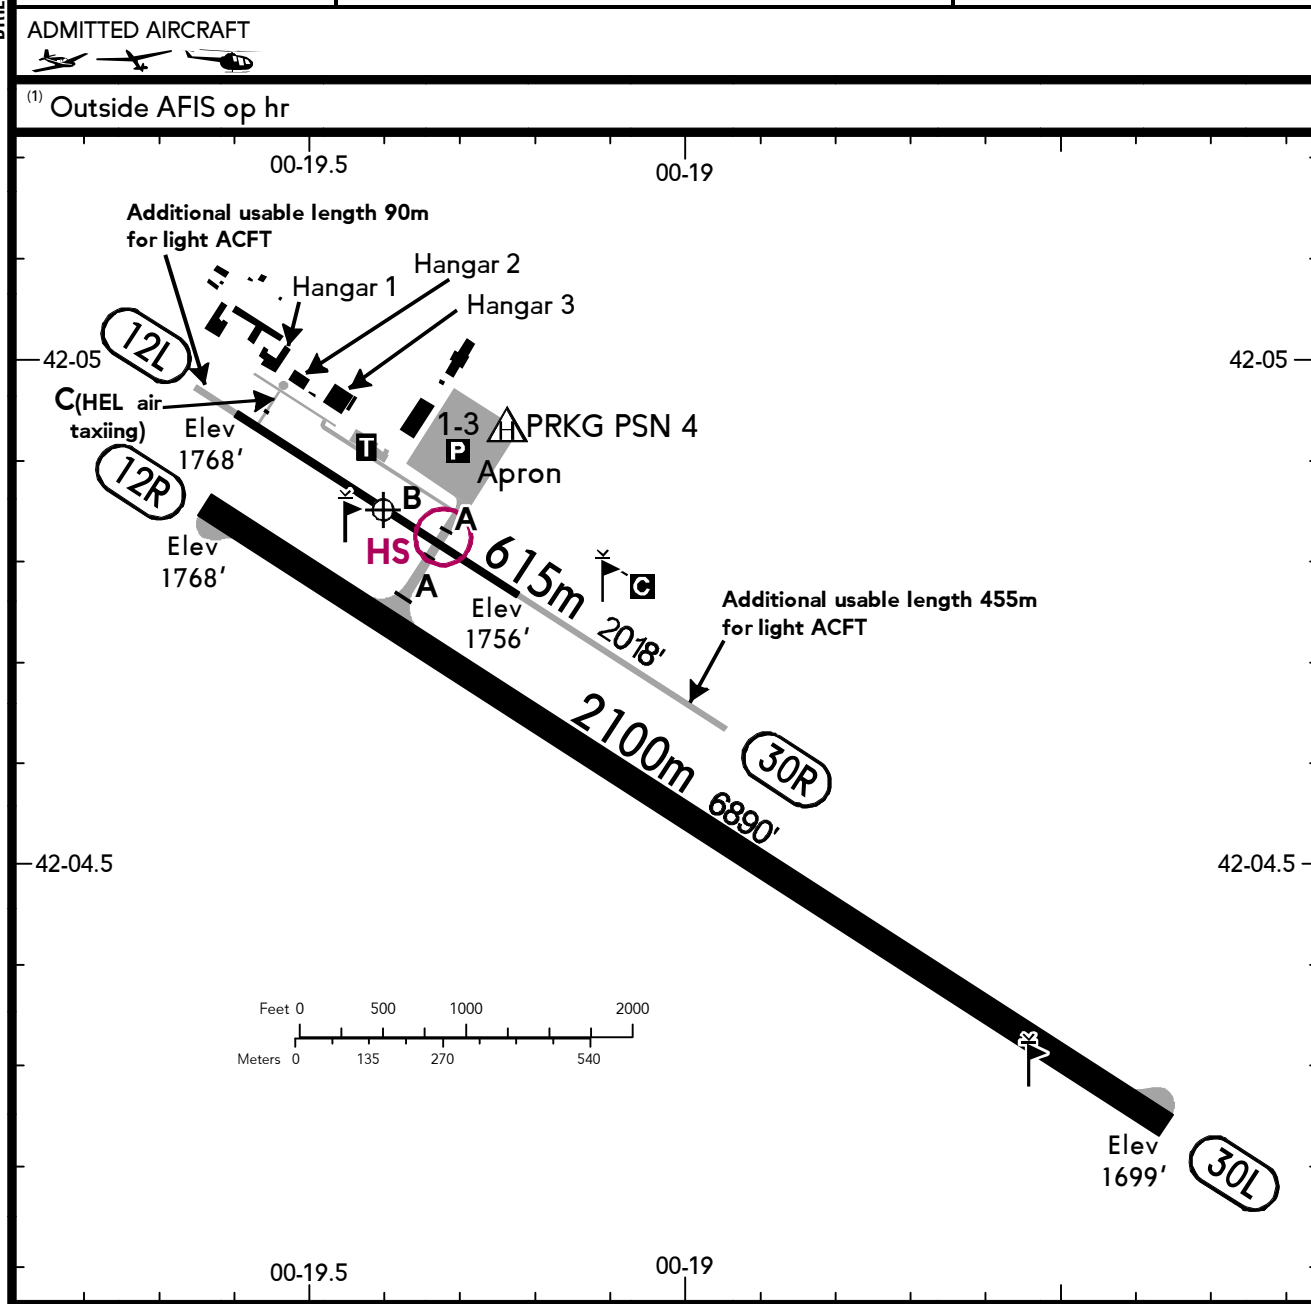 ADMITTED AIRCRAFT
(1) Outside AFIS op hr
00-19.5
00-19
Additional usable length 90m
for light ACFT
Hangar 2
Hangar 1
Hangar 3
12L
42-05
42-05
C(HEL air
taxiing)
Elev
1768'
1-3
H
PRKG PSN 4
T
P
Apron
12R
B
A
HS
Elev
1768'
A
615m 2018'
C
Elev
1756'
Additional usable length 455m
for light ACFT
2100m 6890'
30R
42-04.5
42-04.5
Feet 0 500 1000 2000
Meters 0 135 270 540
Elev
1699'
30L
00-19.5
00-19